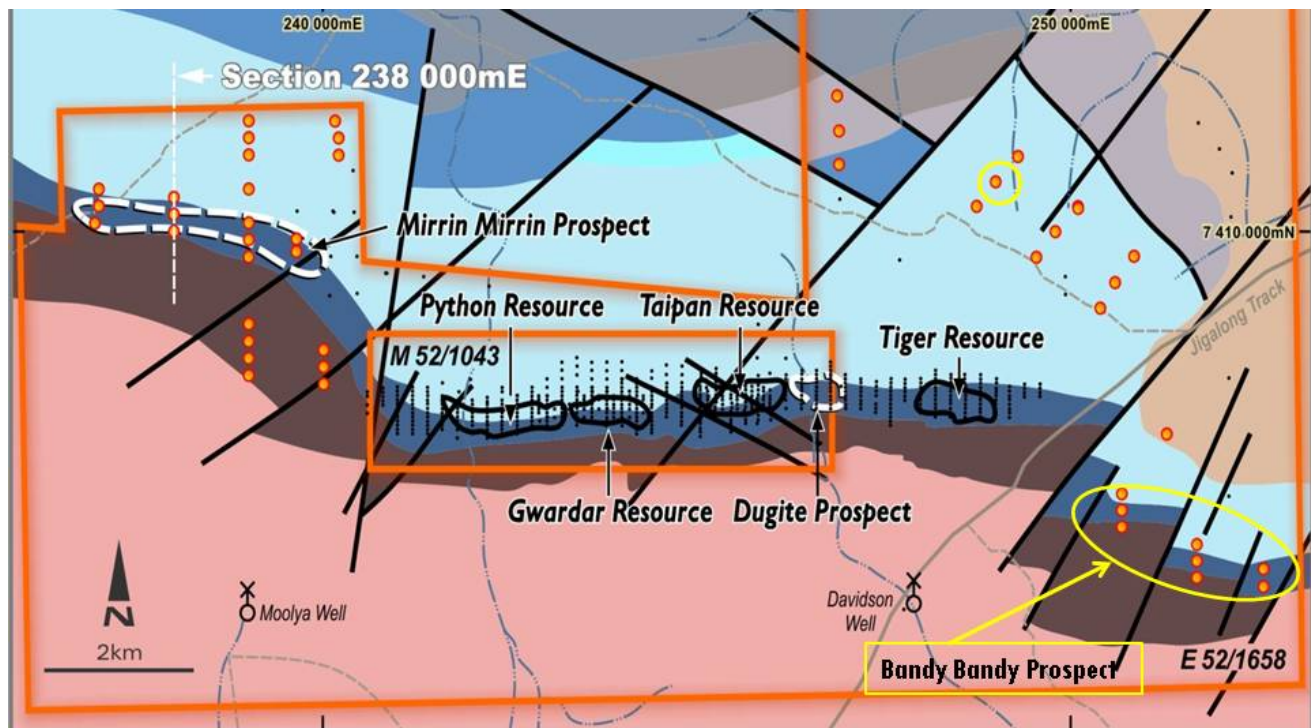 240 000mE
250 000mE
Section 238 000mE
Mirrin Mirrin Prospect
7 410 000mN
Python Resource
Taipan Resource
Tiger Resource
Jigalong Track
M 52/1043
Gwardar Resource
Dugite Prospect
Moolya Well
Davidson
Well
N
2km
Bandy Bandy Prospect
E 52/1658